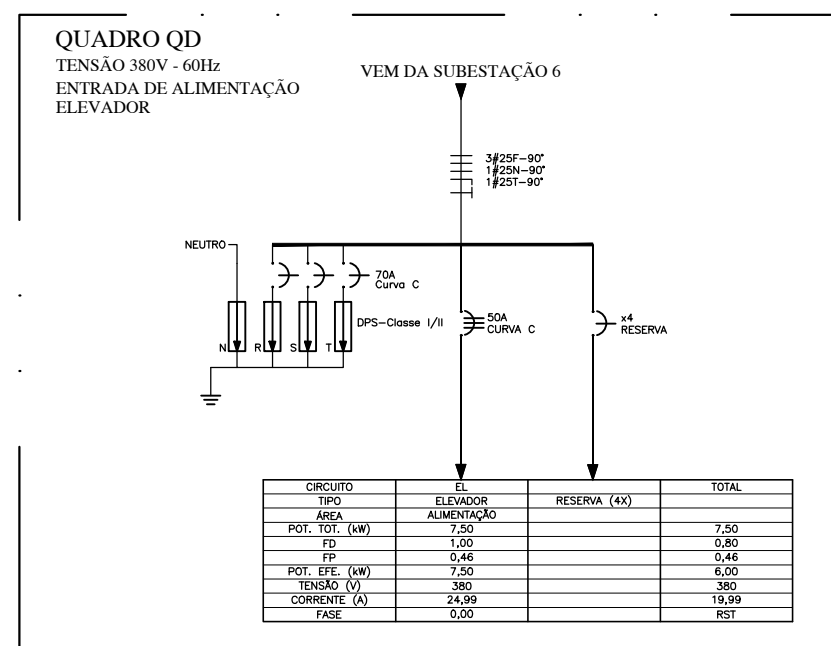 QUADRO QD
TENSÃO 380V - 60Hz
ENTRADA DE ALIMENTAÇÃO
ELEVADOR
VEM DA SUBESTAÇÃO 6
3#25F-90°
1#25N-90°
1#25T-90°
NEUTRO
70A
Curva C
DPS-Classe I/II
N R S T
50A
CURVA C
x4
RESERVA
CIRCUITO EL TOTAL
TIPO ELEVADOR RESERVA (4X)
ÁREA ALIMENTAÇÃO
POT. TOT. (kW) 7,50 7,50
FD 1,00 0,80
FP 0,46 0,46
POT. EFE. (kW) 7,50 6,00
TENSÃO (V) 380 380
CORRENTE (A) 24,99 19,99
FASE 0,00 RST